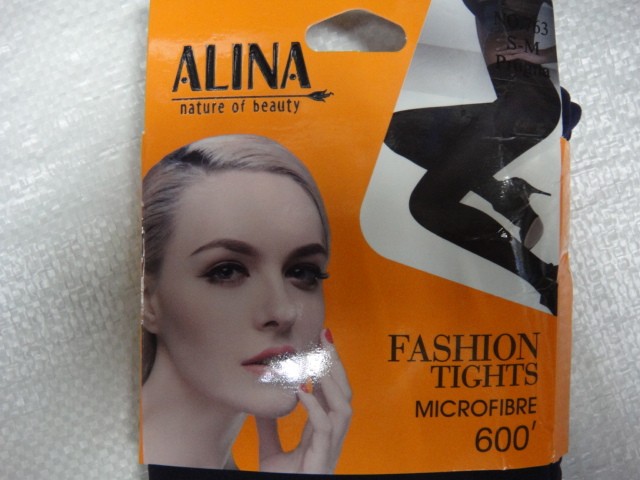 ALINA
nature of beauty
S-M
FASHION
TIGHTS
MICROFIBRE
600'